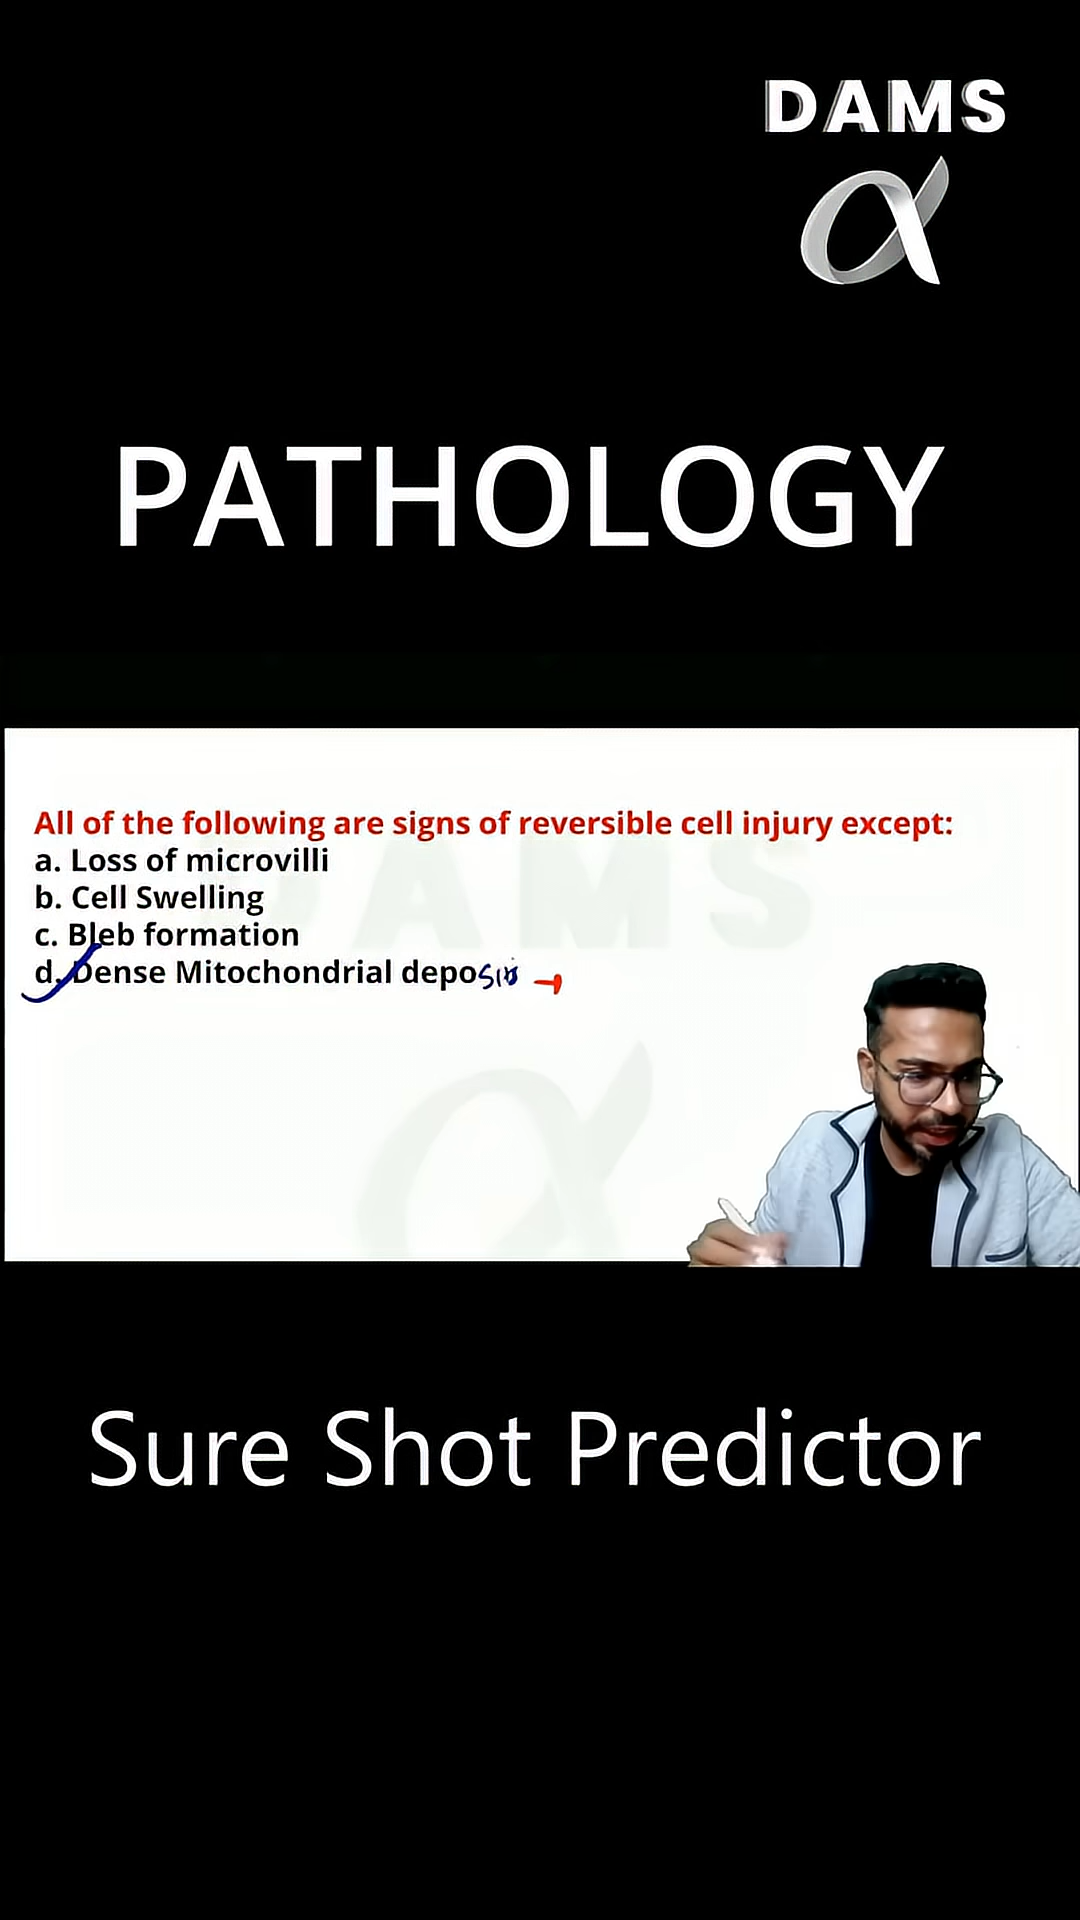 DAMS
α
PATHOLOGY
All of the following are signs of reversible cell injury except:
a. Loss of microvilli
b. Cell Swelling
c. Bleb formation
d. Dense Mitochondrial depo
Sure Shot Predictor